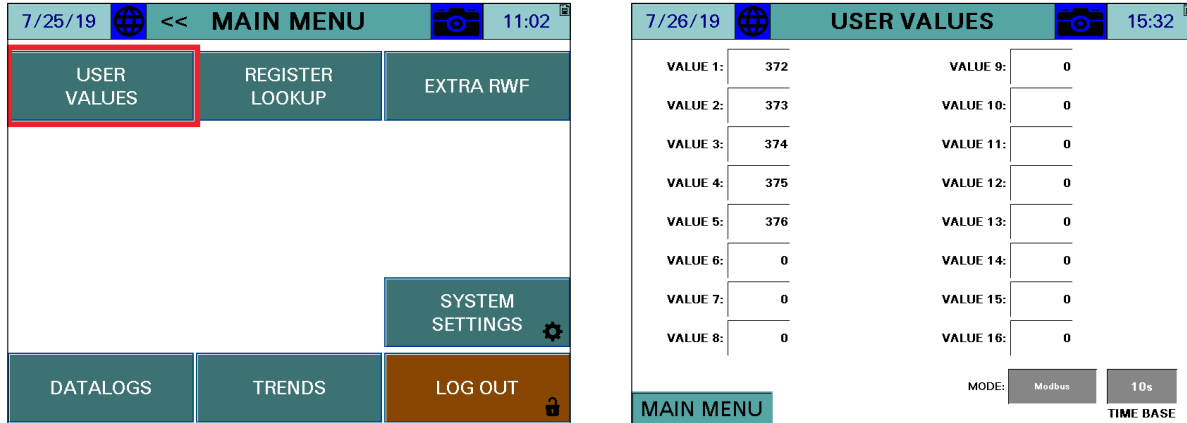 7/25/19 << MAIN MENU 11:02
USER
VALUES
REGISTER
LOOKUP
EXTRA RWF
SYSTEM
SETTINGS
DATALOGS
TRENDS
LOG OUT
7/26/19 USER VALUES 15:32
VALUE 1: 372
VALUE 2: 373
VALUE 3: 374
VALUE 4: 375
VALUE 5: 376
VALUE 6: 0
VALUE 7: 0
VALUE 8: 0
VALUE 9: 0
VALUE 10: 0
VALUE 11: 0
VALUE 12: 0
VALUE 13: 0
VALUE 14: 0
VALUE 15: 0
VALUE 16: 0
MODE: Modbus 10s
TIME BASE
MAIN MENU